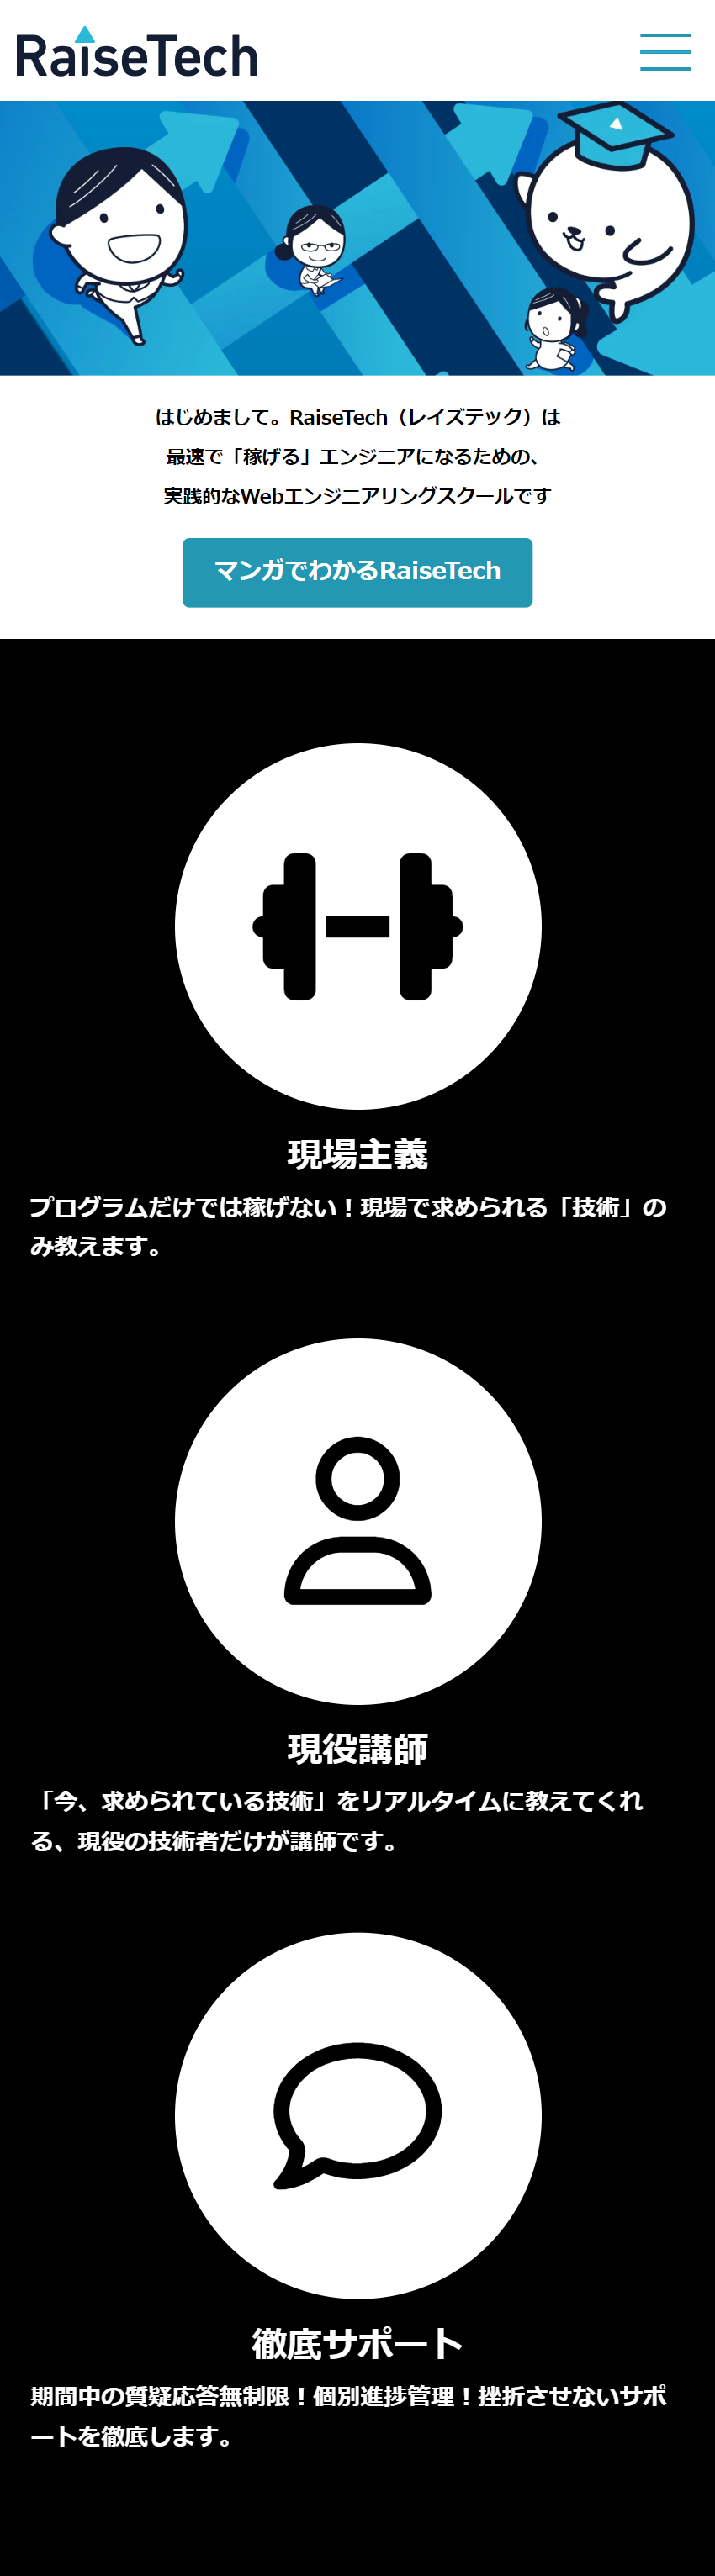 RaiseTech
はじめまして。RaiseTech（レイズテック）は
最速で「稼げる」エンジニアになるための、
実践的なWebエンジニアリングスクールです
マンガでわかるRaiseTech
現場主義
プログラムだけでは稼げない！現場で求められる「技術」の
み教えます。
現役講師
「今、求められている技術」をリアルタイムに教えてくれ
る、現役の技術者だけが講師です。
徹底サポート
期間中の質疑応答無制限！個別進捗管理！挫折させないサポ
ートを徹底します。